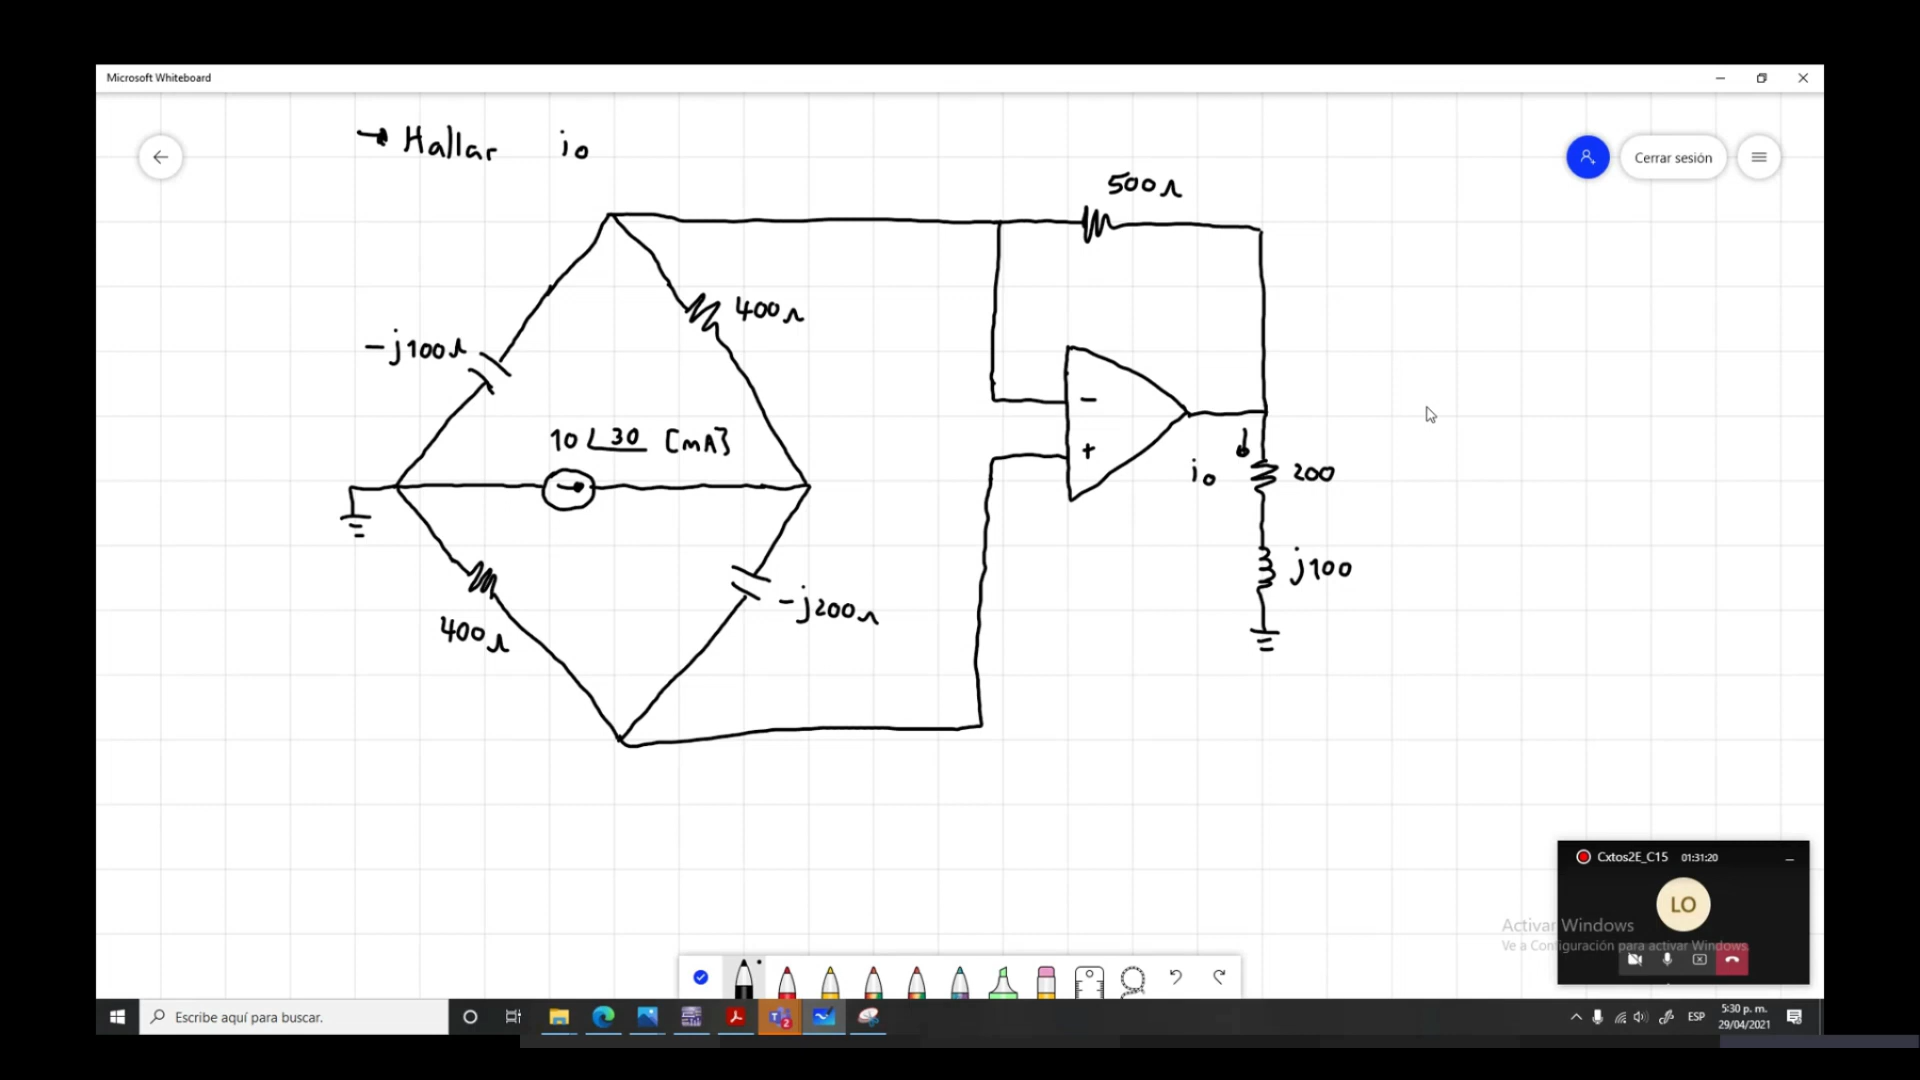 Microsoft Whiteboard
→ Hallar io
Cerrar sesión
500Ω
400Ω
-j100Ω
10∠30 [mA]
-
+
io
200
j100
-j200Ω
400Ω
Cxtos2E_C15 01:31:20
LO
Activar Windows
Ve a Configuración para activar Windows.
Escribe aquí para buscar.
2
ESP
5:30 p. m.
29/04/2021